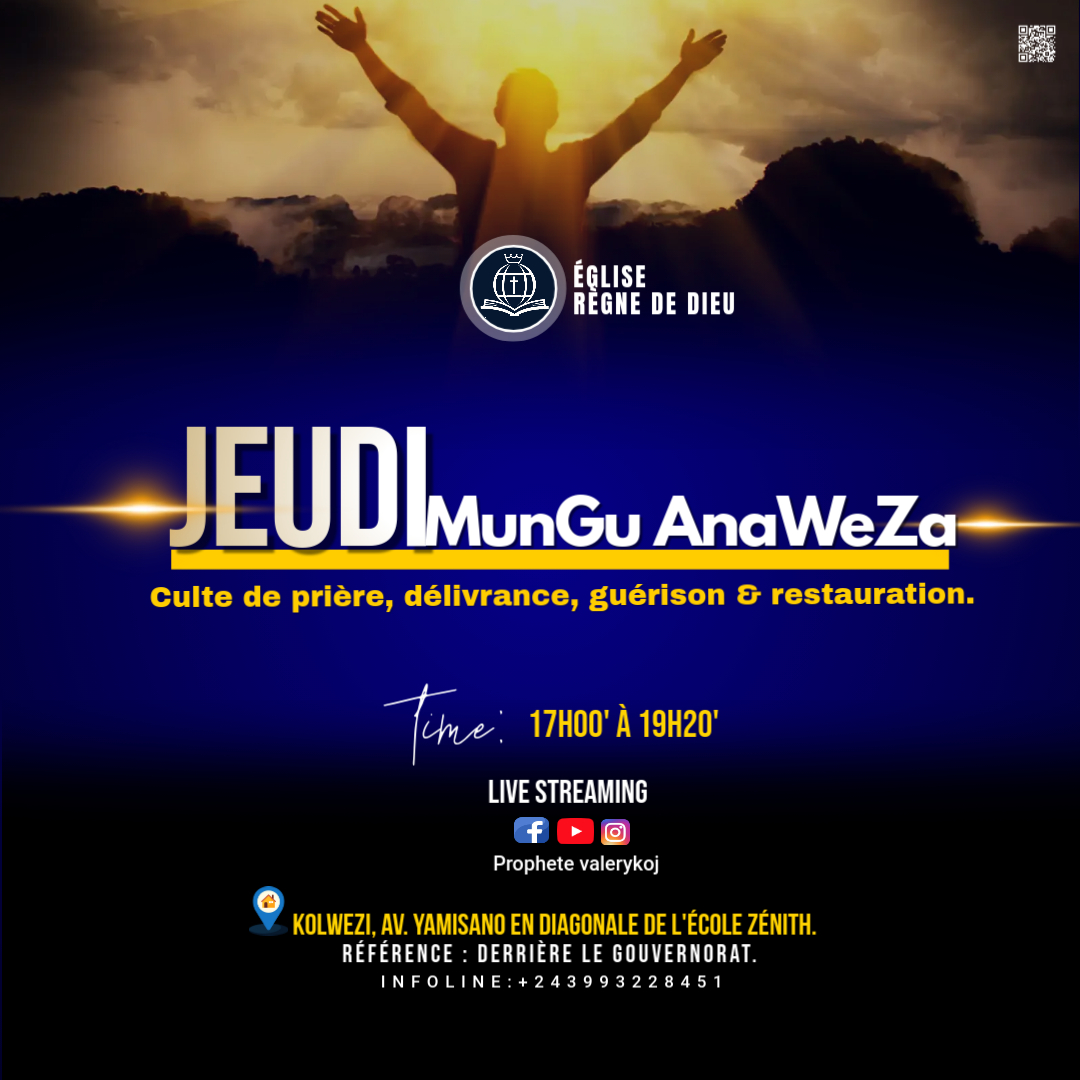 ÉGLISE
RÈGNE DE DIEU
JEUDI MunGu AnaWeZa
Culte de prière, délivrance, guérison & restauration.
Time: 17H00' À 19H20'
LIVE STREAMING
Prophete valerykoj
KOLWEZI, AV. YAMISANO EN DIAGONALE DE L'ÉCOLE ZÉNITH.
RÉFÉRENCE : DERRIÈRE LE GOUVERNORAT.
INFOLINE:+243993228451